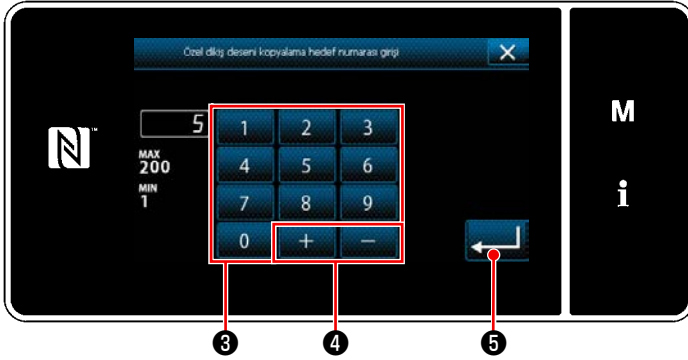 Özel dikiş deseni kopyalama hedef numarası girişi
5
MAX
200
MIN
1
1 2 3
4 5 6
7 8 9
0 + −
M
i
N
❸ ❹ ❺